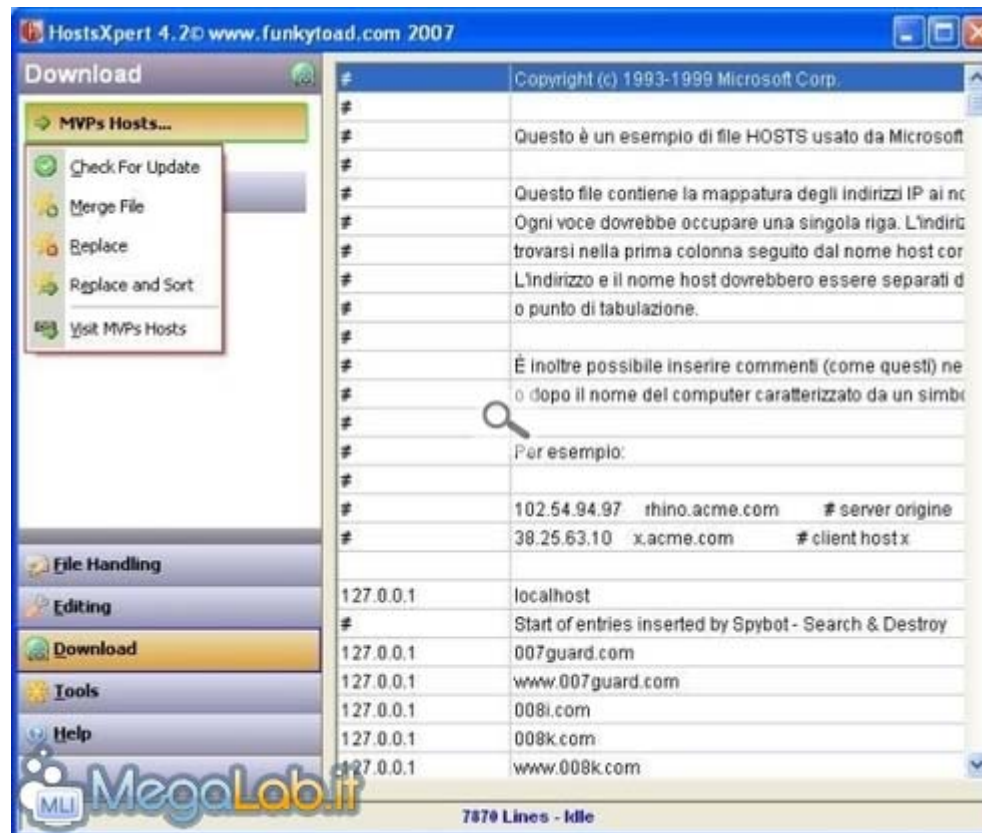 HostsXpert 4.2© www.funkytoad.com 2007
Download
MVPs Hosts...
Check For Update
Merge File
Replace
Replace and Sort
Visit MVPs Hosts
File Handling
Editing
Download
Tools
Help
# Copyright (c) 1993-1999 Microsoft Corp.
#
# Questo è un esempio di file HOSTS usato da Microsoft
#
# Questo file contiene la mappatura degli indirizzi IP ai
# Ogni voce dovrebbe occupare una singola riga.
# trovarsi nella prima colonna seguito dal nome host
# L'indirizzo e il nome host dovrebbero essere separati
# o punto di tabulazione.
#
# È inoltre possibile inserire commenti (come questi)
# o dopo il nome del computer caratterizzato da un
#
# Per esempio:
#
# 102.54.94.97 rhino.acme.com # server origine
# 38.25.63.10 x.acme.com # client host x
127.0.0.1 localhost
# Start of entries inserted by Spybot - Search & Destroy
127.0.0.1 007guard.com
127.0.0.1 www.007guard.com
127.0.0.1 008i.com
127.0.0.1 008k.com
127.0.0.1 www.008k.com
MLI MegaLab.it
7870 Lines - Idle